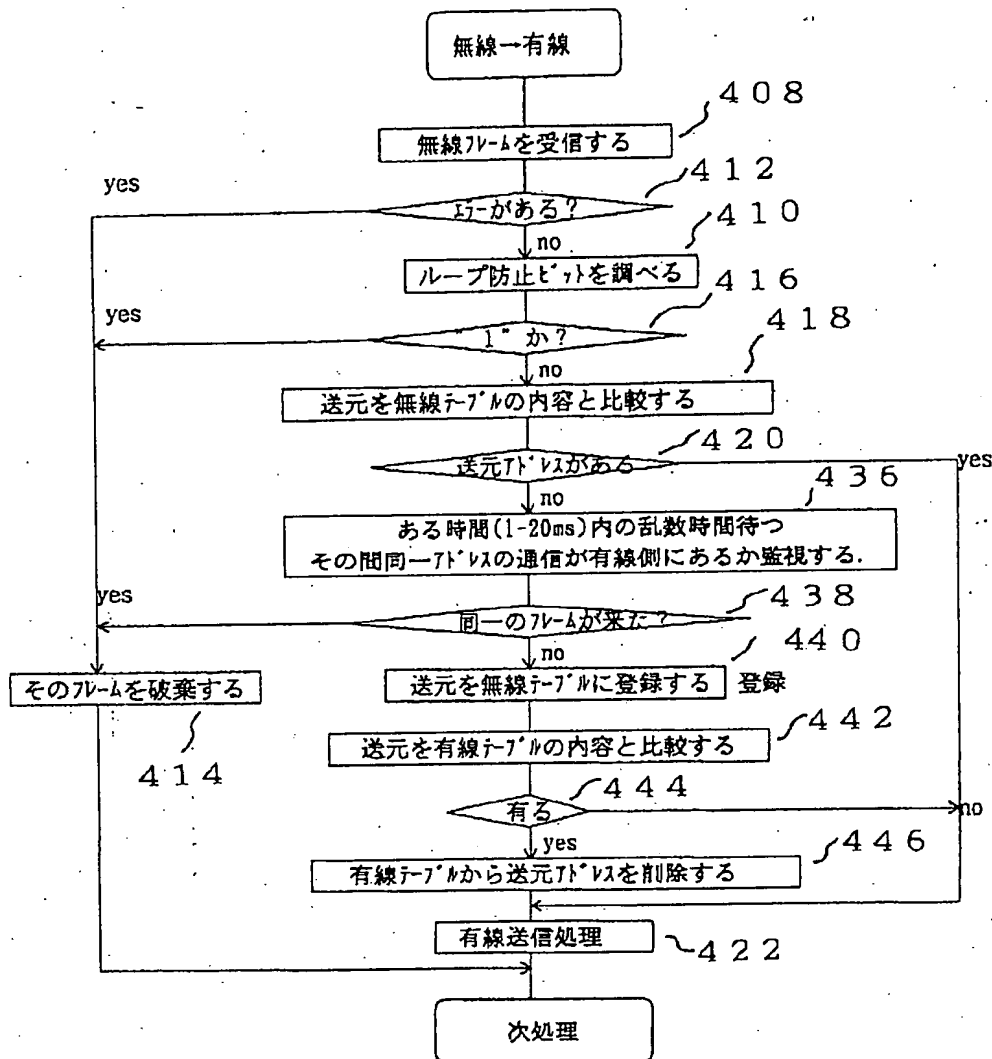 無線→有線
408
無線フレームを受信する
412
yes
エラーがある?
410
no
ループ防止ビットを調べる
416
yes
"1"か?
418
no
送元を無線テーブルの内容と比較する
420
送元アドレスがある
yes
436
no
ある時間(1-20ms)内の乱数時間待つ
その間同一アドレスの通信が有線側にあるか監視する.
yes
438
同一のフレームが来た?
440
no
そのフレームを破棄する
送元を無線テーブルに登録する 登録
442
送元を有線テーブルの内容と比較する
414
444
有る
no
yes
446
有線テーブルから送元アドレスを削除する
有線送信処理
422
次処理